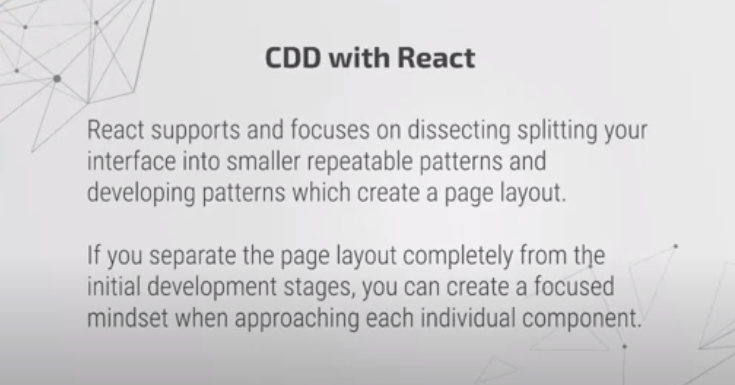 CDD with React
React supports and focuses on dissecting splitting your
interface into smaller repeatable patterns and
developing patterns which create a page layout.
If you separate the page layout completely from the
initial development stages, you can create a focused
mindset when approaching each individual component.